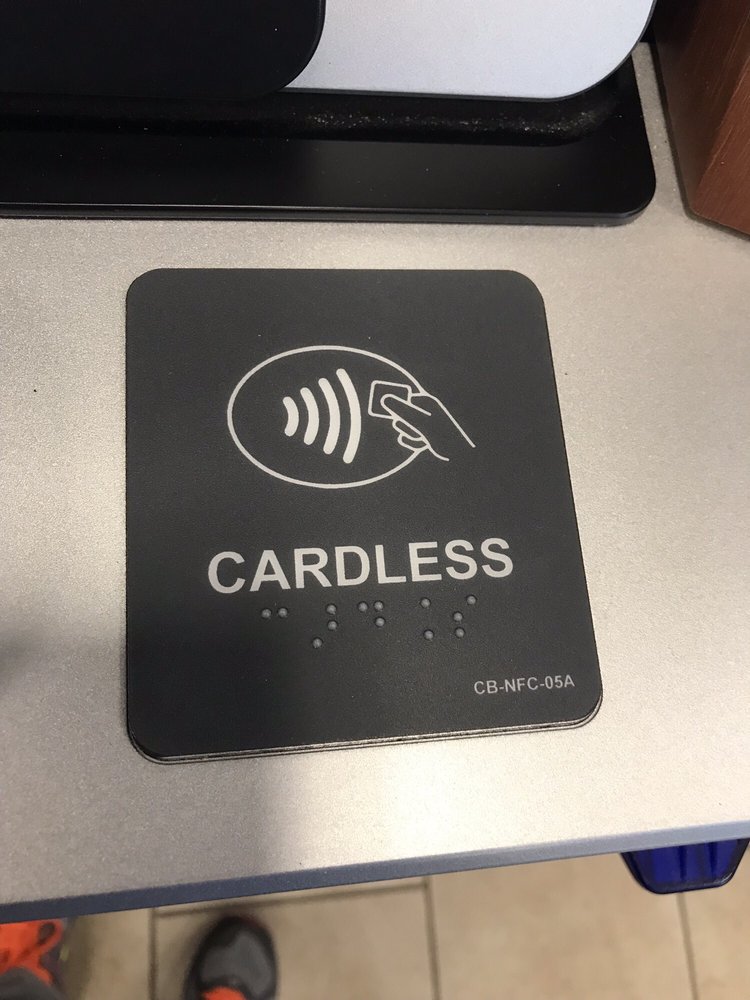 CARDLESS
⠉⠜⠙⠨⠎
CB-NFC-05A